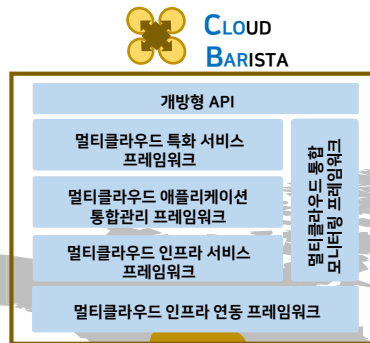 CLOUD
BARISTA
개방형 API
멀티클라우드 특화 서비스
프레임워크
멀티클라우드 애플리케이션
통합관리 프레임워크
멀티클라우드 인프라 서비스
프레임워크
멀티클라우드 통합
모니터링 프레임워크
멀티클라우드 인프라 연동 프레임워크